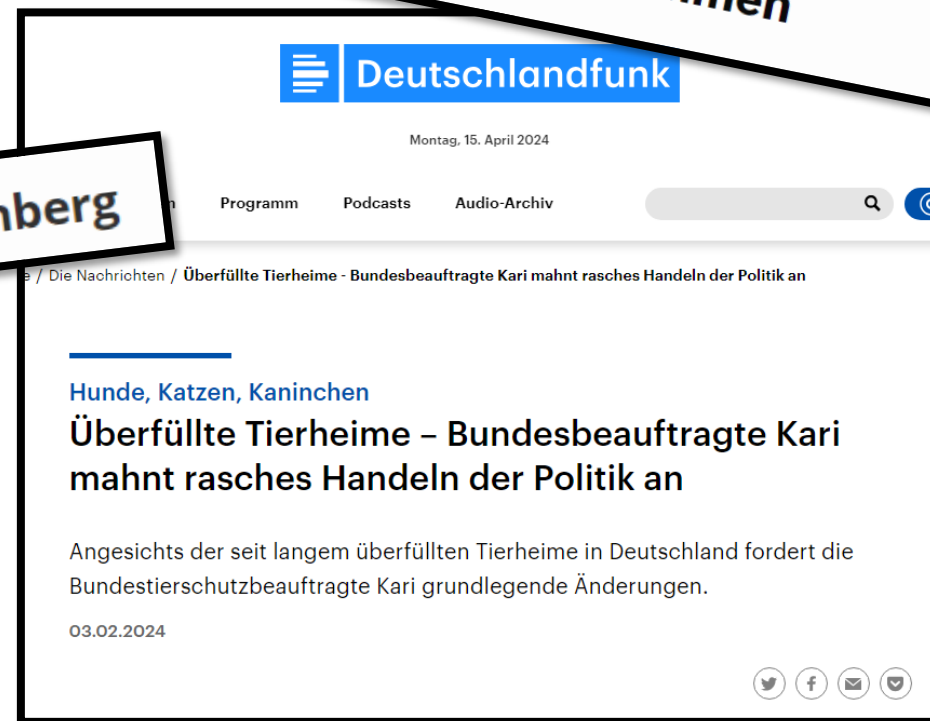 Deutschlandfunk
Montag, 15. April 2024
Programm Podcasts Audio-Archiv
/ Die Nachrichten / Überfüllte Tierheime - Bundesbeauftragte Kari mahnt rasches Handeln der Politik an
Hunde, Katzen, Kaninchen
Überfüllte Tierheime – Bundesbeauftragte Kari
mahnt rasches Handeln der Politik an
Angesichts der seit langem überfüllten Tierheime in Deutschland fordert die
Bundestierschutzbeauftragte Kari grundlegende Änderungen.
03.02.2024